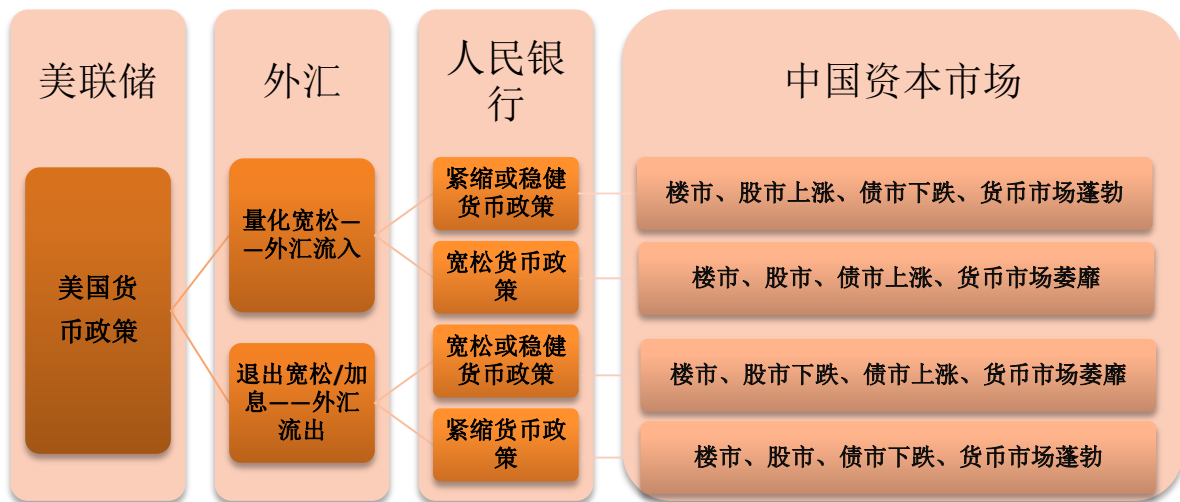 美联储
外汇
人民银
行
中国资本市场
美国货
币政策
量化宽松—
—外汇流入
退出宽松/加
息——外汇
流出
紧缩或稳健
货币政策
宽松货币政
策
宽松或稳健
货币政策
紧缩货币政
策
楼市、股市上涨、债市下跌、货币市场蓬勃
楼市、股市、债市上涨、货币市场萎靡
楼市、股市下跌、债市上涨、货币市场萎靡
楼市、股市、债市下跌、货币市场蓬勃